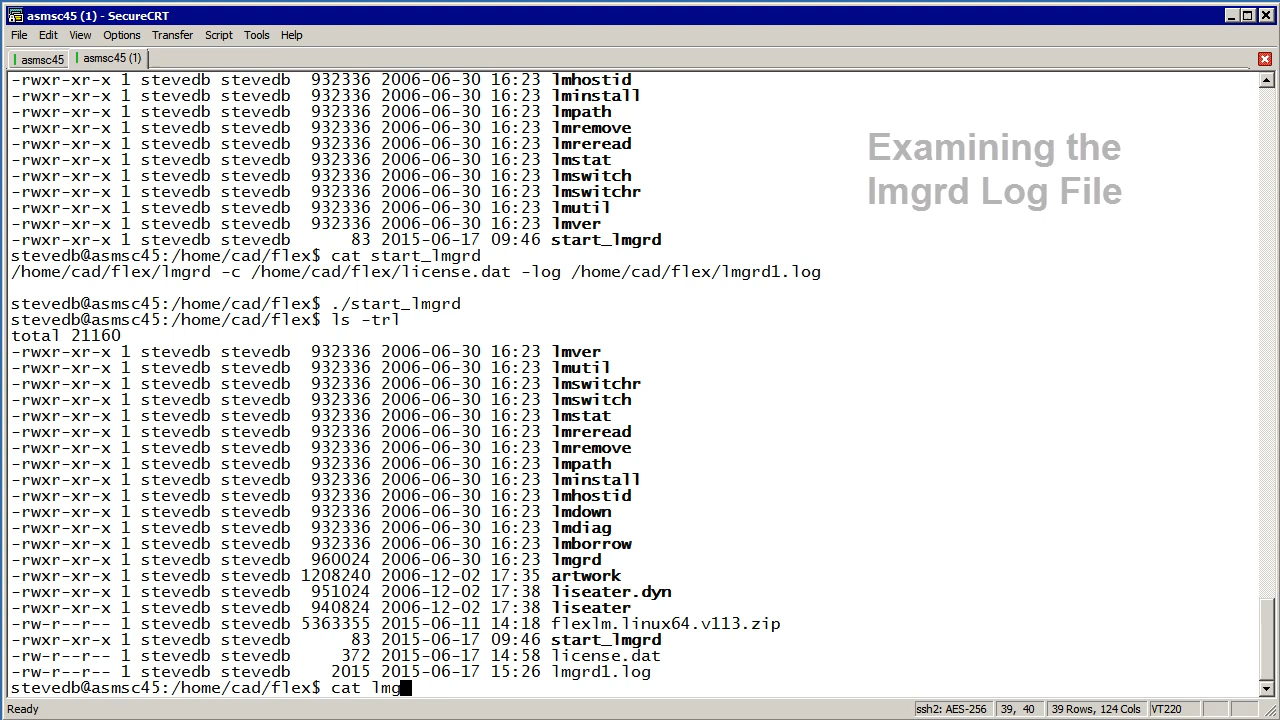 asmsc45 (1) - SecureCRT
File Edit View Options Transfer Script Tools Help
asmsc45 asmsc45 (1)
-rwxr-xr-x 1 stevedb stevedb  932336 2006-06-30 16:23 lmhostid
-rwxr-xr-x 1 stevedb stevedb  932336 2006-06-30 16:23 lminstall
-rwxr-xr-x 1 stevedb stevedb  932336 2006-06-30 16:23 lmpath
-rwxr-xr-x 1 stevedb stevedb  932336 2006-06-30 16:23 lmremove
-rwxr-xr-x 1 stevedb stevedb  932336 2006-06-30 16:23 lmreread
-rwxr-xr-x 1 stevedb stevedb  932336 2006-06-30 16:23 lmstat
-rwxr-xr-x 1 stevedb stevedb  932336 2006-06-30 16:23 lmswitch
-rwxr-xr-x 1 stevedb stevedb  932336 2006-06-30 16:23 lmswitchr
-rwxr-xr-x 1 stevedb stevedb  932336 2006-06-30 16:23 lmutil
-rwxr-xr-x 1 stevedb stevedb  932336 2006-06-30 16:23 lmver
-rwxr-xr-x 1 stevedb stevedb      83 2015-06-17 09:46 start_lmgrd
Examining the
lmgrd Log File
stevedb@asmsc45:/home/cad/flex$ cat start_lmgrd
/home/cad/flex/lmgrd -c /home/cad/flex/license.dat -log /home/cad/flex/lmgrd1.log
stevedb@asmsc45:/home/cad/flex$ ./start_lmgrd
stevedb@asmsc45:/home/cad/flex$ ls -trl
total 21160
-rwxr-xr-x 1 stevedb stevedb  932336 2006-06-30 16:23 lmver
-rwxr-xr-x 1 stevedb stevedb  932336 2006-06-30 16:23 lmutil
-rwxr-xr-x 1 stevedb stevedb  932336 2006-06-30 16:23 lmswitchr
-rwxr-xr-x 1 stevedb stevedb  932336 2006-06-30 16:23 lmswitch
-rwxr-xr-x 1 stevedb stevedb  932336 2006-06-30 16:23 lmstat
-rwxr-xr-x 1 stevedb stevedb  932336 2006-06-30 16:23 lmreread
-rwxr-xr-x 1 stevedb stevedb  932336 2006-06-30 16:23 lmremove
-rwxr-xr-x 1 stevedb stevedb  932336 2006-06-30 16:23 lmpath
-rwxr-xr-x 1 stevedb stevedb  932336 2006-06-30 16:23 lminstall
-rwxr-xr-x 1 stevedb stevedb  932336 2006-06-30 16:23 lmhostid
-rwxr-xr-x 1 stevedb stevedb  932336 2006-06-30 16:23 lmdown
-rwxr-xr-x 1 stevedb stevedb  932336 2006-06-30 16:23 lmdiag
-rwxr-xr-x 1 stevedb stevedb  932336 2006-06-30 16:23 lmborrow
-rwxr-xr-x 1 stevedb stevedb  960024 2006-06-30 16:23 lmgrd
-rwxr-xr-x 1 stevedb stevedb 1208240 2006-12-02 17:35 artwork
-rwxr-xr-x 1 stevedb stevedb  951024 2006-12-02 17:38 liseater.dyn
-rwxr-xr-x 1 stevedb stevedb  940824 2006-12-02 17:38 liseater
-rw-r--r-- 1 stevedb stevedb 5363355 2015-06-11 14:18 flexlm.linux64.v113.zip
-rwxr-xr-x 1 stevedb stevedb      83 2015-06-17 09:46 start_lmgrd
-rw-r--r-- 1 stevedb stevedb     372 2015-06-17 14:58 license.dat
-rw-r--r-- 1 stevedb stevedb    2015 2015-06-17 15:26 lmgrd1.log
stevedb@asmsc45:/home/cad/flex$ cat lmg
Ready ssh2: AES-256 39, 40 39 Rows, 124 Cols VT220